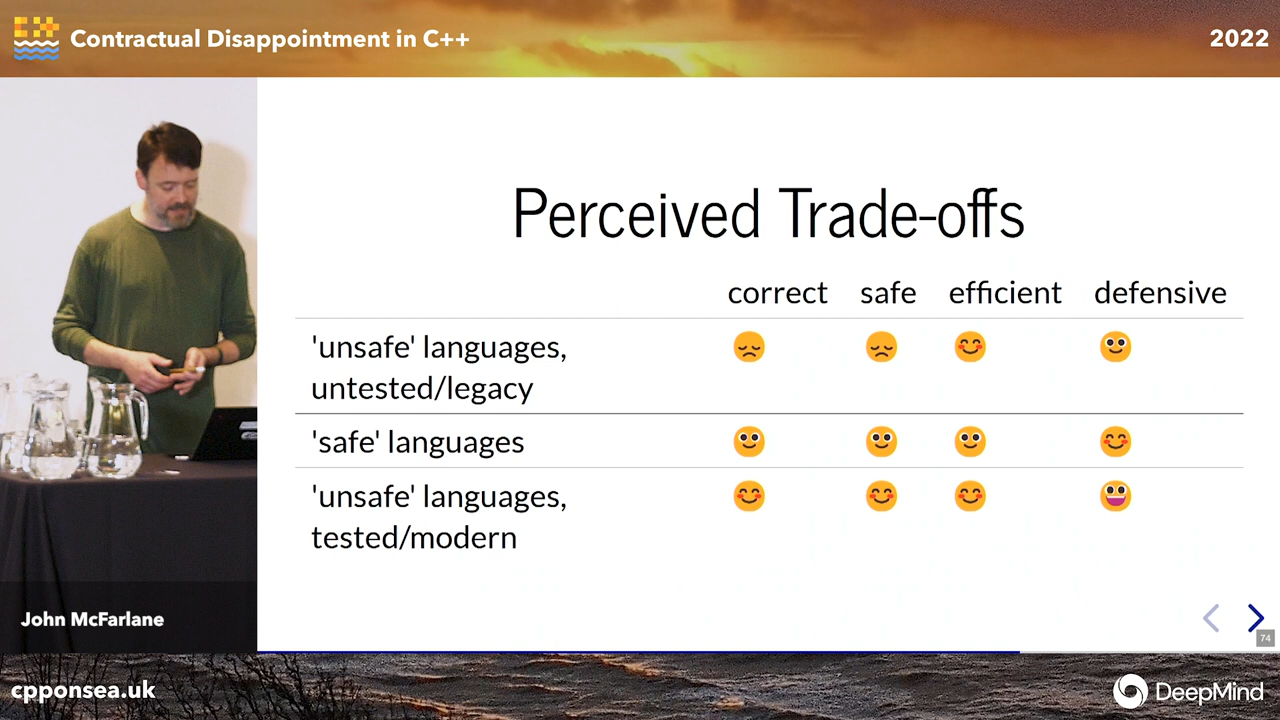 Contractual Disappointment in C++
2022
Perceived Trade-offs
correct safe efficient defensive
'unsafe' languages,
untested/legacy
'safe' languages
'unsafe' languages,
tested/modern
John McFarlane
74
cpponsea.uk
DeepMind